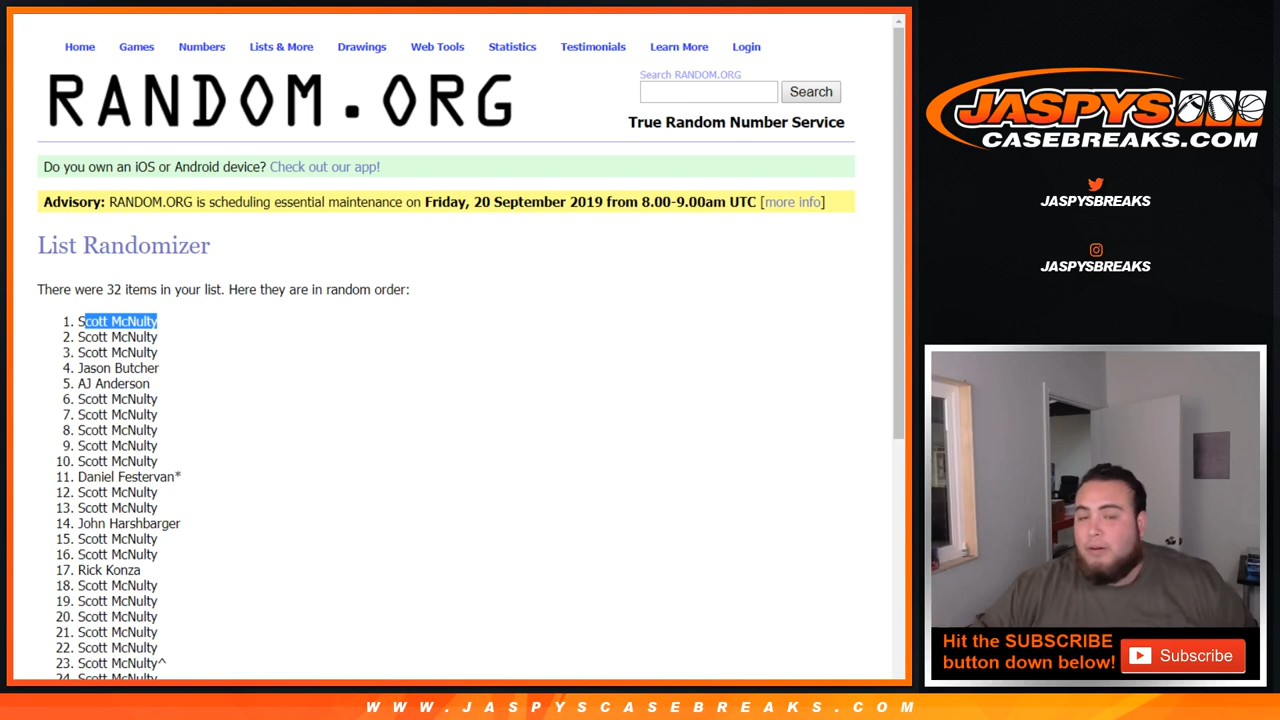 Home Games Numbers Lists & More Drawings Web Tools Statistics Testimonials Learn More Login
RANDOM.ORG
Search RANDOM.ORG
Search
True Random Number Service
Do you own an iOS or Android device? Check out our app!
Advisory: RANDOM.ORG is scheduling essential maintenance on Friday, 20 September 2019 from 8.00-9.00am UTC [more info]
List Randomizer
There were 32 items in your list. Here they are in random order:
1. Scott McNulty
2. Scott McNulty
3. Scott McNulty
4. Jason Butcher
5. AJ Anderson
6. Scott McNulty
7. Scott McNulty
8. Scott McNulty
9. Scott McNulty
10. Scott McNulty
11. Daniel Festervan*
12. Scott McNulty
13. Scott McNulty
14. John Harshbarger
15. Scott McNulty
16. Scott McNulty
17. Rick Konza
18. Scott McNulty
19. Scott McNulty
20. Scott McNulty
21. Scott McNulty
22. Scott McNulty
23. Scott McNulty^
24. Scott McNulty
JASPYS
CASEBREAKS.COM
JASPYSBREAKS
JASPYSBREAKS
Hit the SUBSCRIBE
button down below!
Subscribe
WWW.JASPYSCASEBREAKS.COM